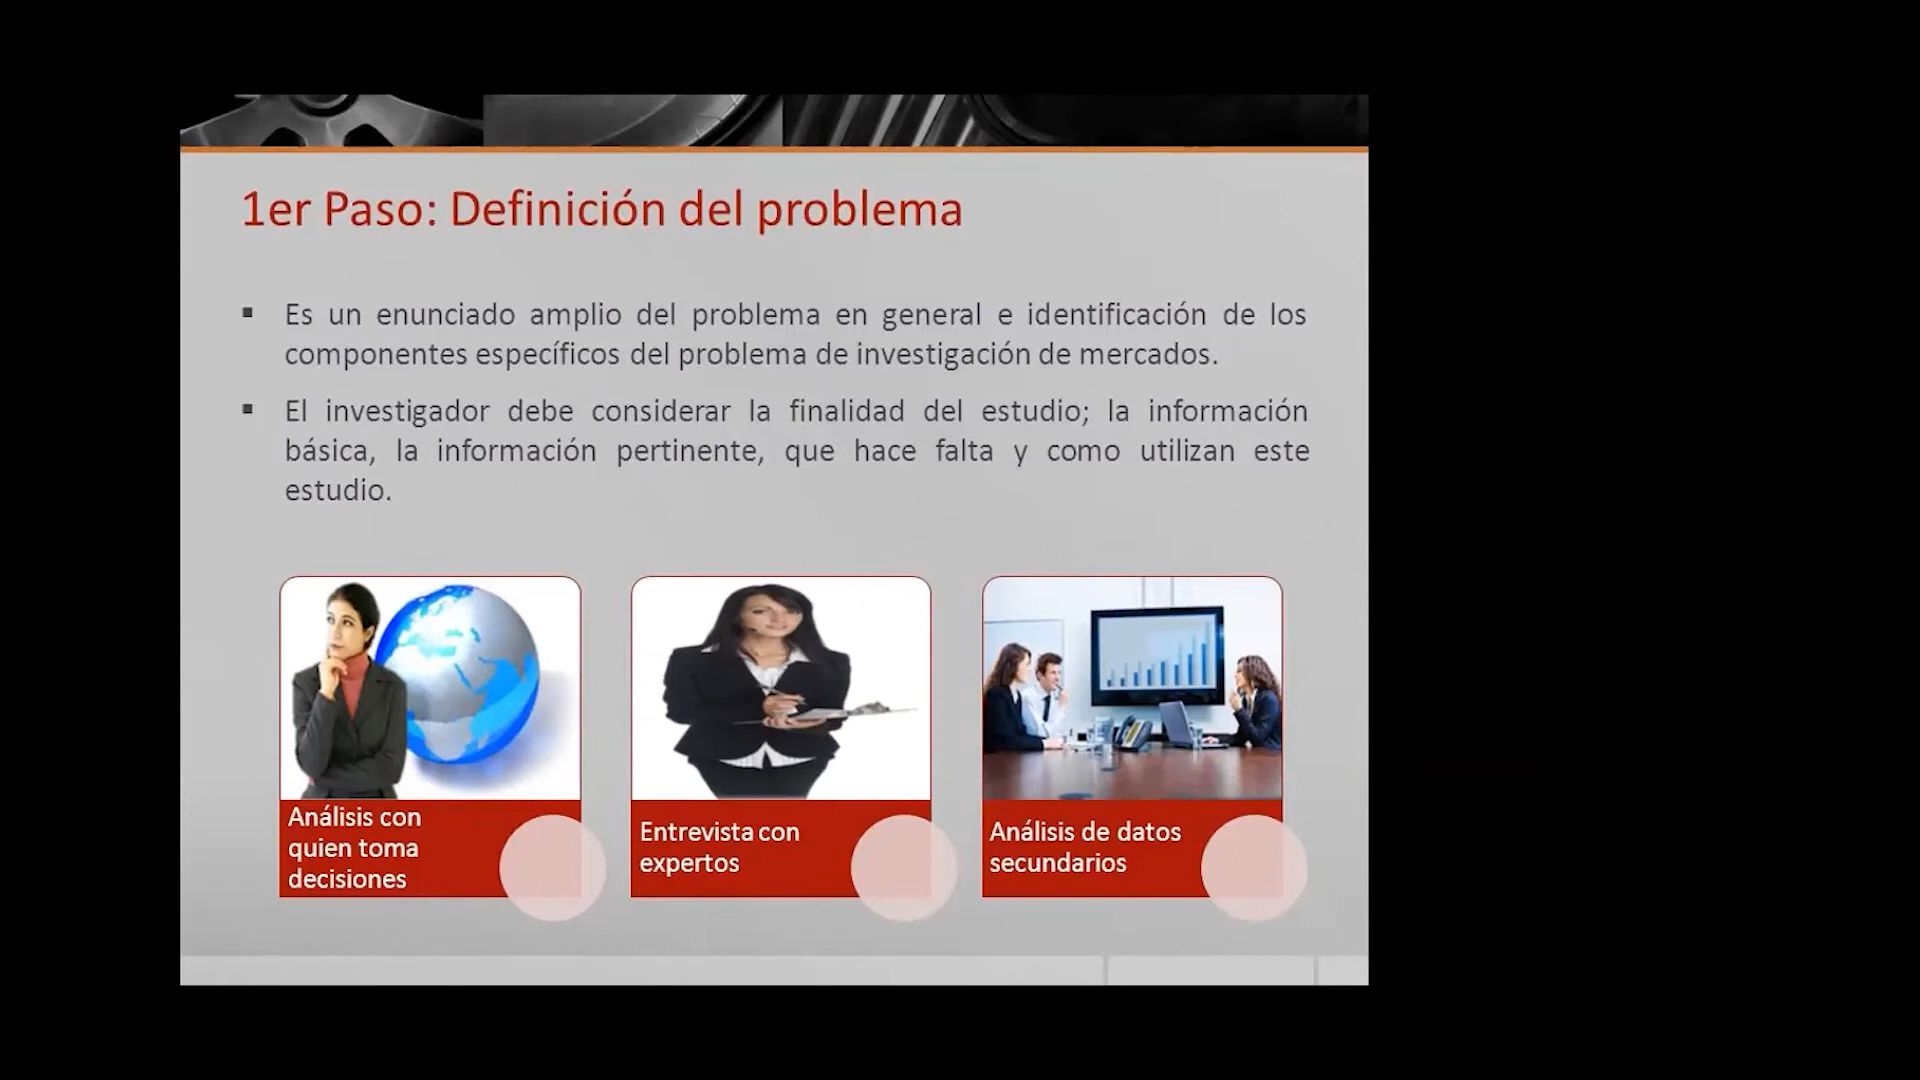 1er Paso: Definición del problema
▪ Es un enunciado amplio del problema en general e identificación de los
componentes específicos del problema de investigación de mercados.
▪ El investigador debe considerar la finalidad del estudio; la información
básica, la información pertinente, que hace falta y como utilizan este
estudio.
Análisis con
quien toma
decisiones
Entrevista con
expertos
Análisis de datos
secundarios